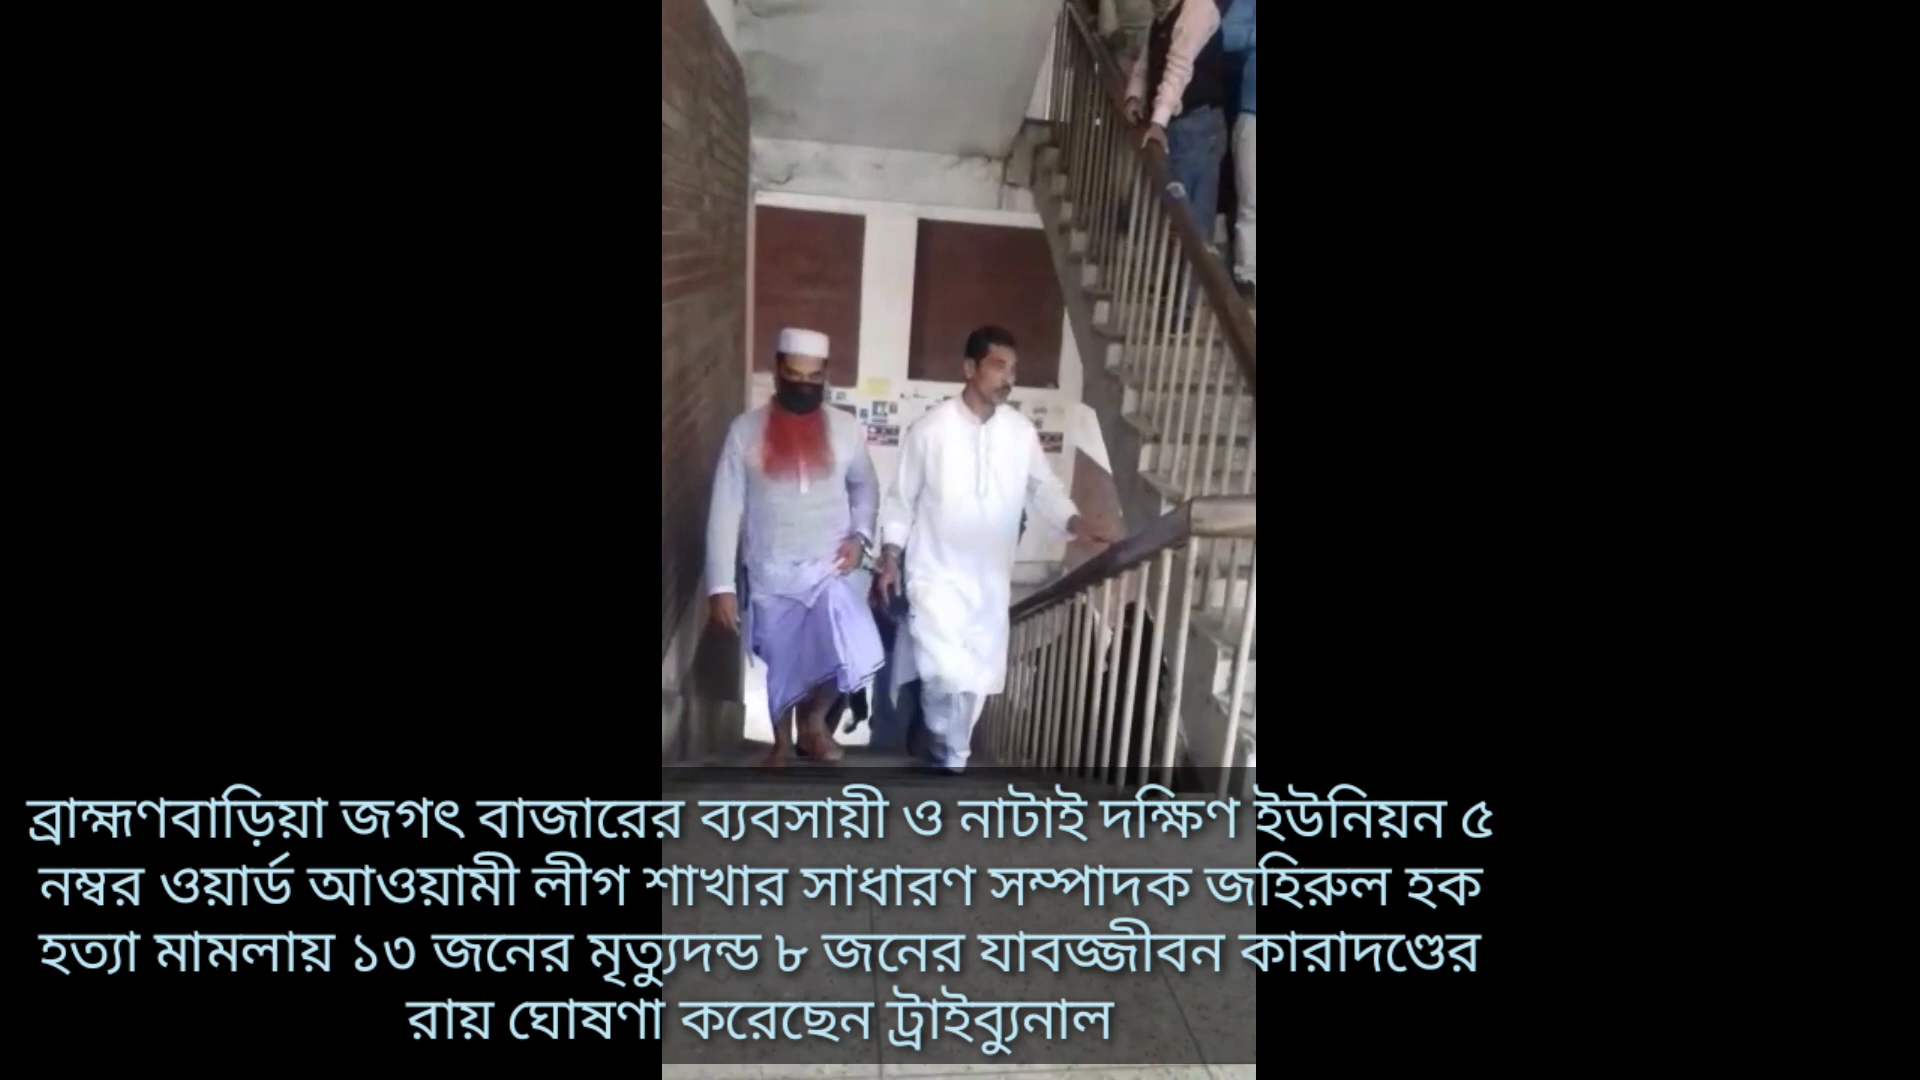 ব্রাহ্মণবাড়িয়া জগৎ বাজারের ব্যবসায়ী ও নাটাই দক্ষিণ ইউনিয়ন ৫
নম্বর ওয়ার্ড আওয়ামী লীগ শাখার সাধারণ সম্পাদক জহিরুল হক
হত্যা মামলায় ১৩ জনের মৃত্যুদন্ড ৮ জনের যাবজ্জীবন কারাদণ্ডের
রায় ঘোষণা করেছেন ট্রাইব্যুনাল